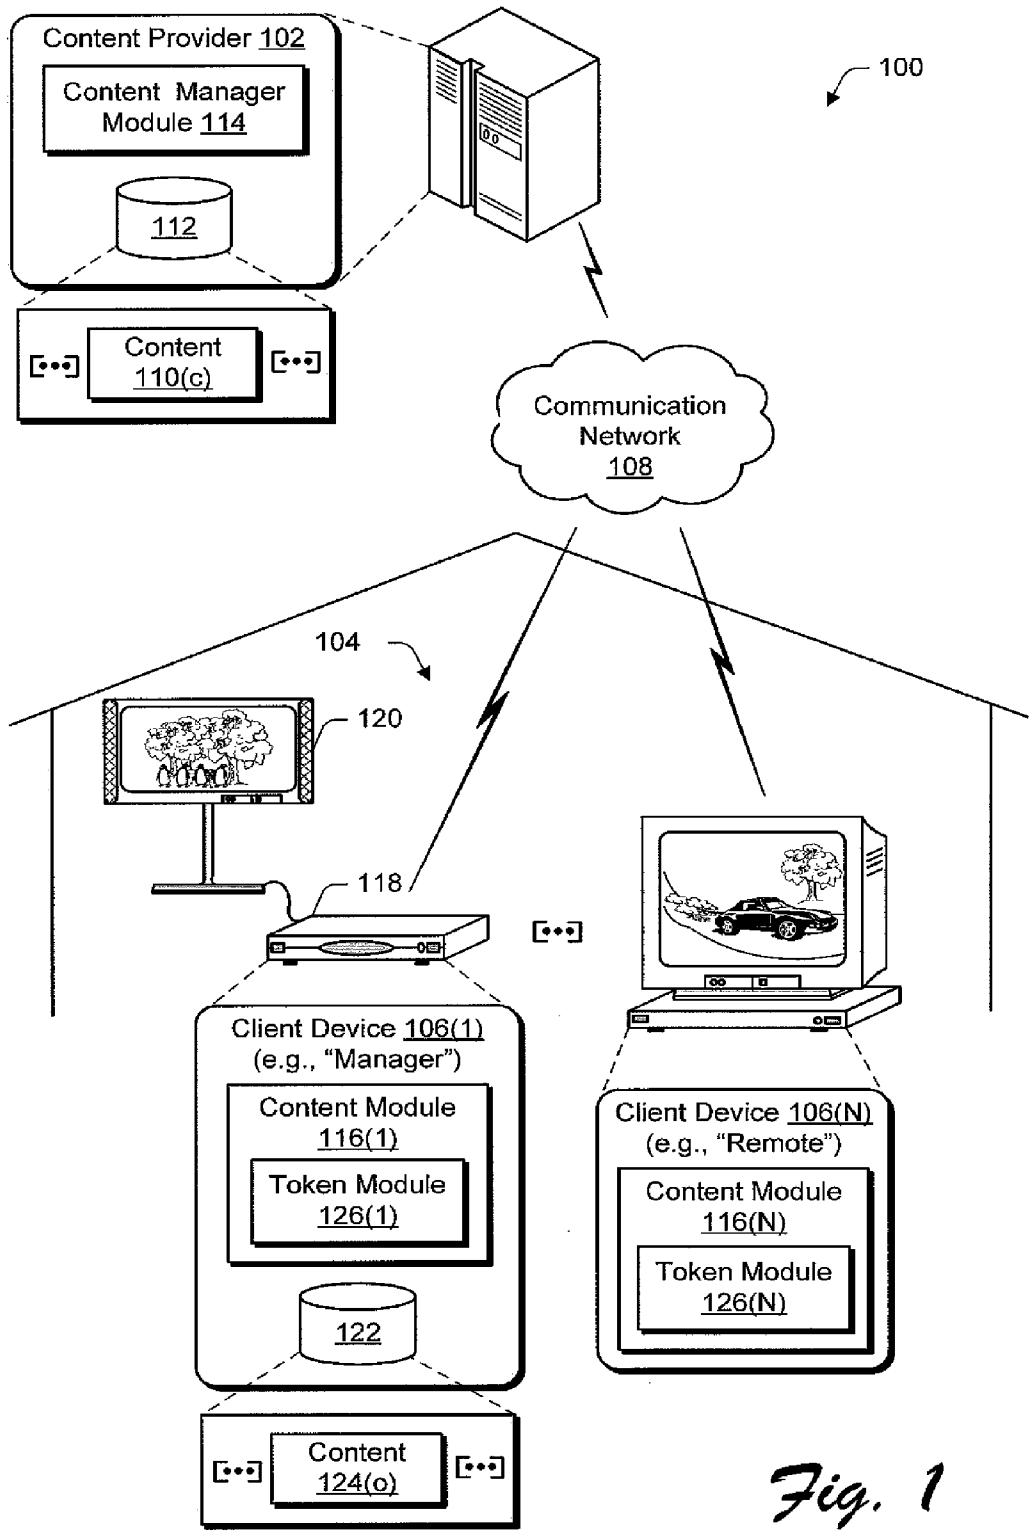 Content Provider 102
Content Manager
Module 114
112
[•••]
Content
110(c)
[•••]
100
Communication
Network
108
104
120
118
[•••]
Client Device 106(1)
(e.g., “Manager”)
Content Module
116(1)
Token Module
126(1)
122
[•••]
Content
124(o)
[•••]
Client Device 106(N)
(e.g., “Remote”)
Content Module
116(N)
Token Module
126(N)
Fig. 1